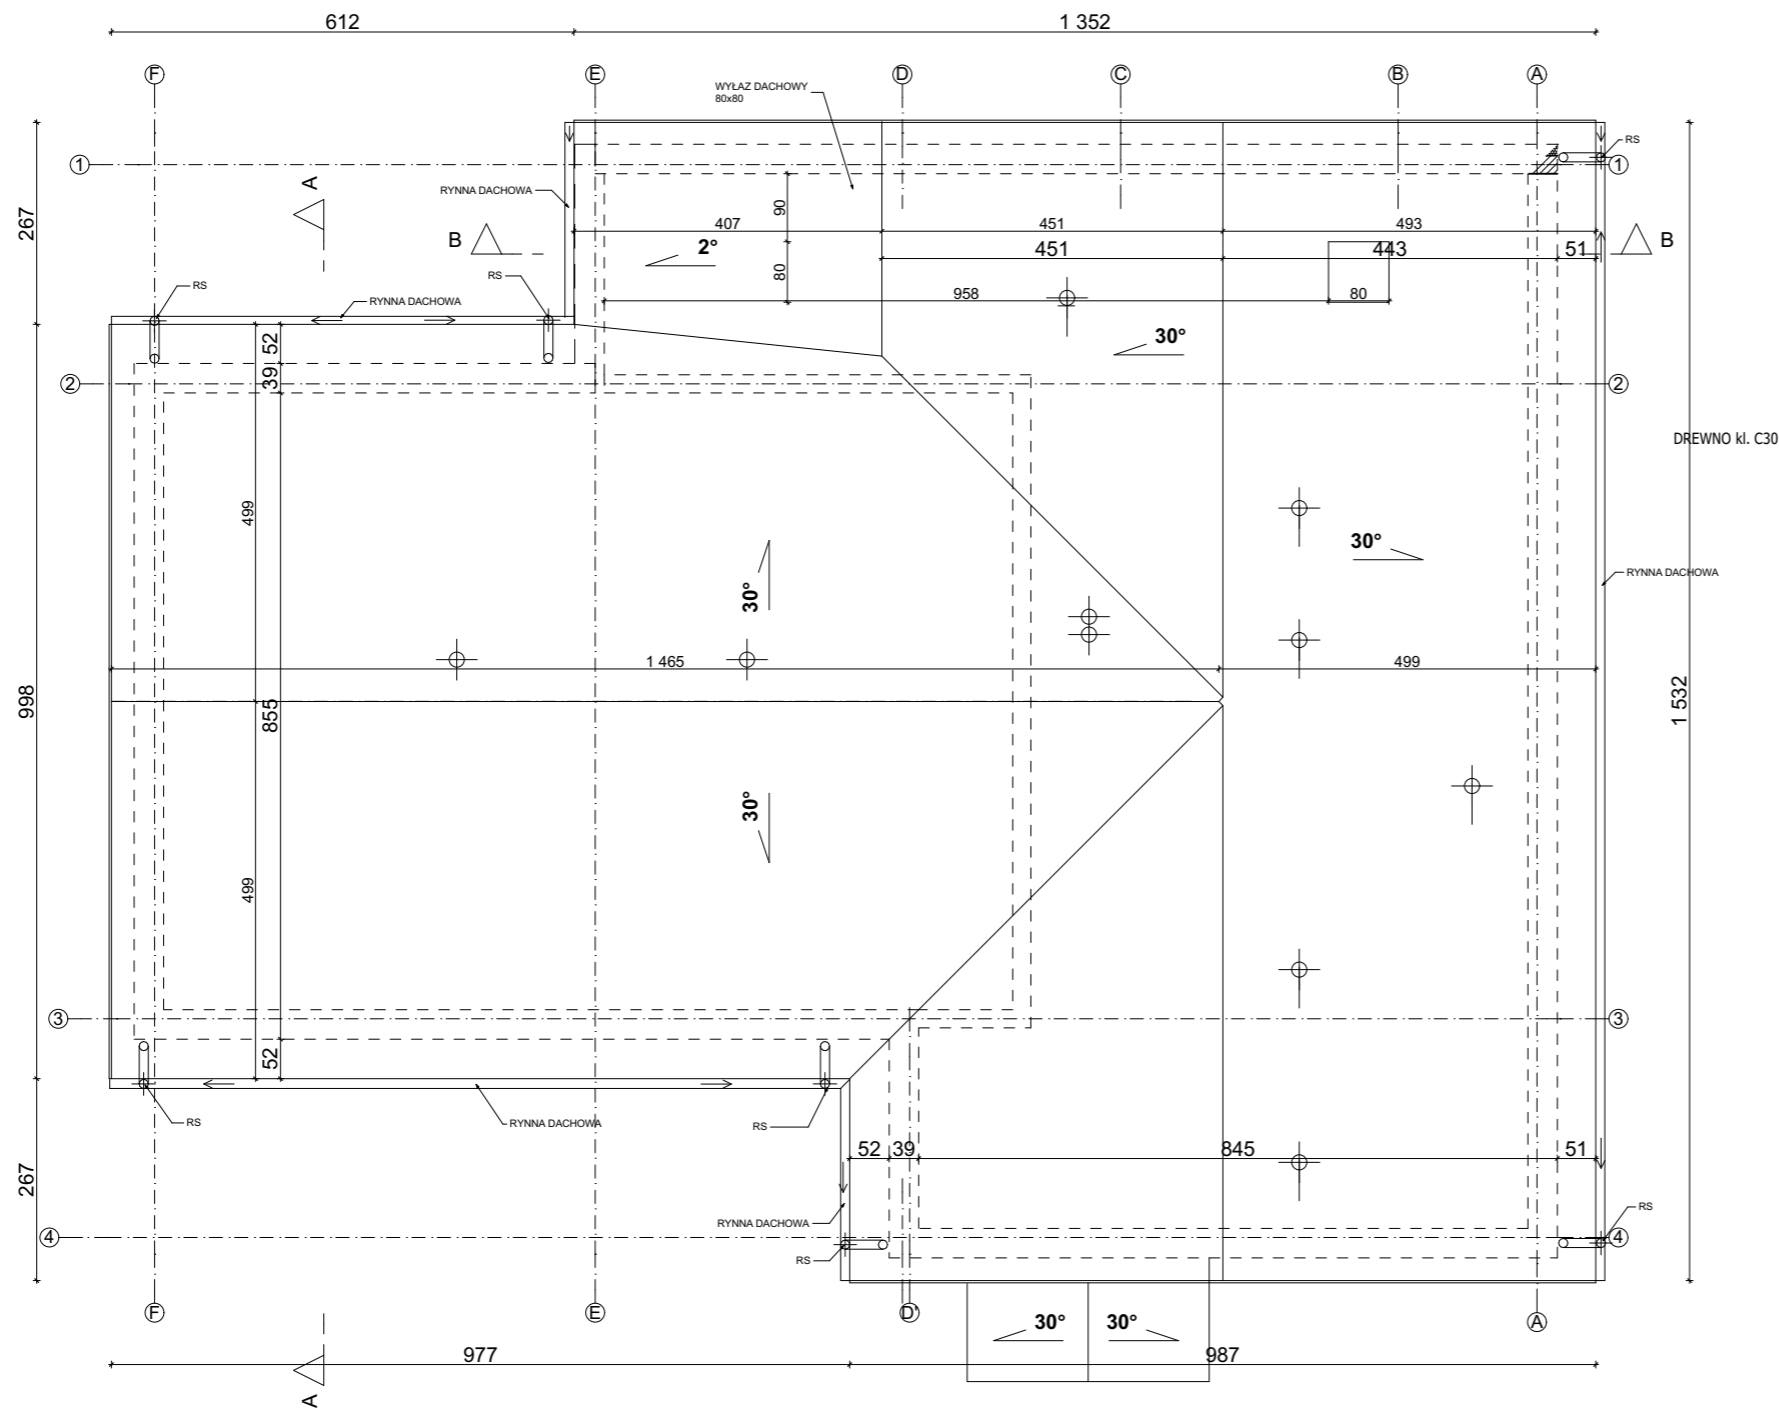 612
1 352
F
E
D
C
B
A
WYŁAZ DACHOWY
80x80
1
RS
1
A
RYNNA DACHOWA
267
90
407
451
493
B
2°
451
443
51
B
80
RS
RS
RYNNA DACHOWA
958
80
52
30°
39
2
2
DREWNO kl. C30
499
30°
RYNNA DACHOWA
30°
1 465
499
998
855
1 532
30°
499
3
3
52
RS
RYNNA DACHOWA
RS
52
39
845
51
267
RYNNA DACHOWA
RS
4
4
RS
F
E
D'
A
30°
30°
977
987
A